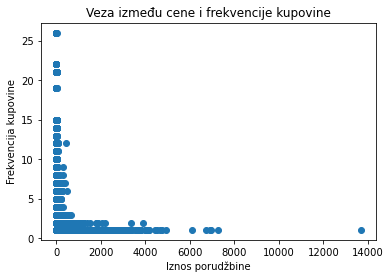 Veza između cene i frekvencije kupovine
Frekvencija kupovine
25
20
15
10
5
0
0 2000 4000 6000 8000 10000 12000 14000
Iznos porudžbine